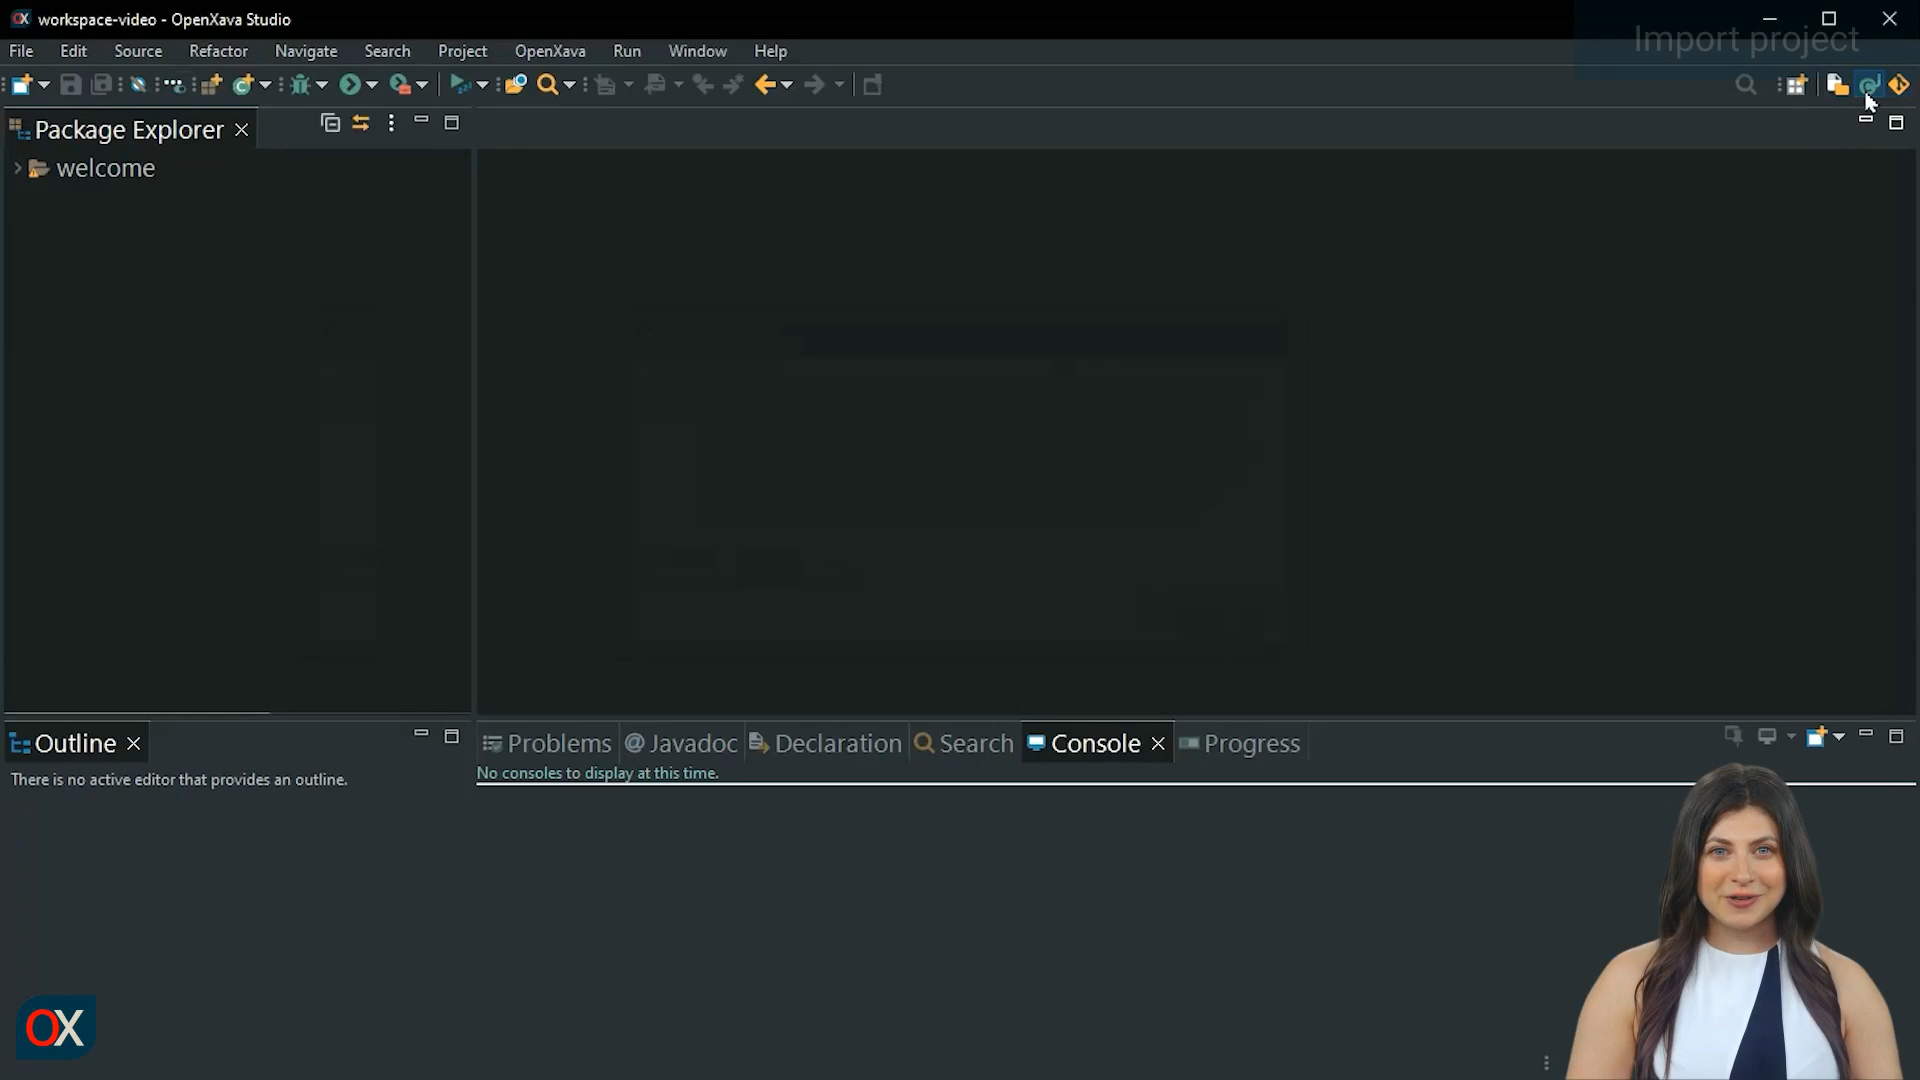 workspace-video - OpenXava Studio
Import project
File Edit Source Refactor Navigate Search Project OpenXava Run Window Help
Package Explorer
welcome
Outline
There is no active editor that provides an outline.
Problems @ Javadoc Declaration Search Console Progress
No consoles to display at this time.
OX